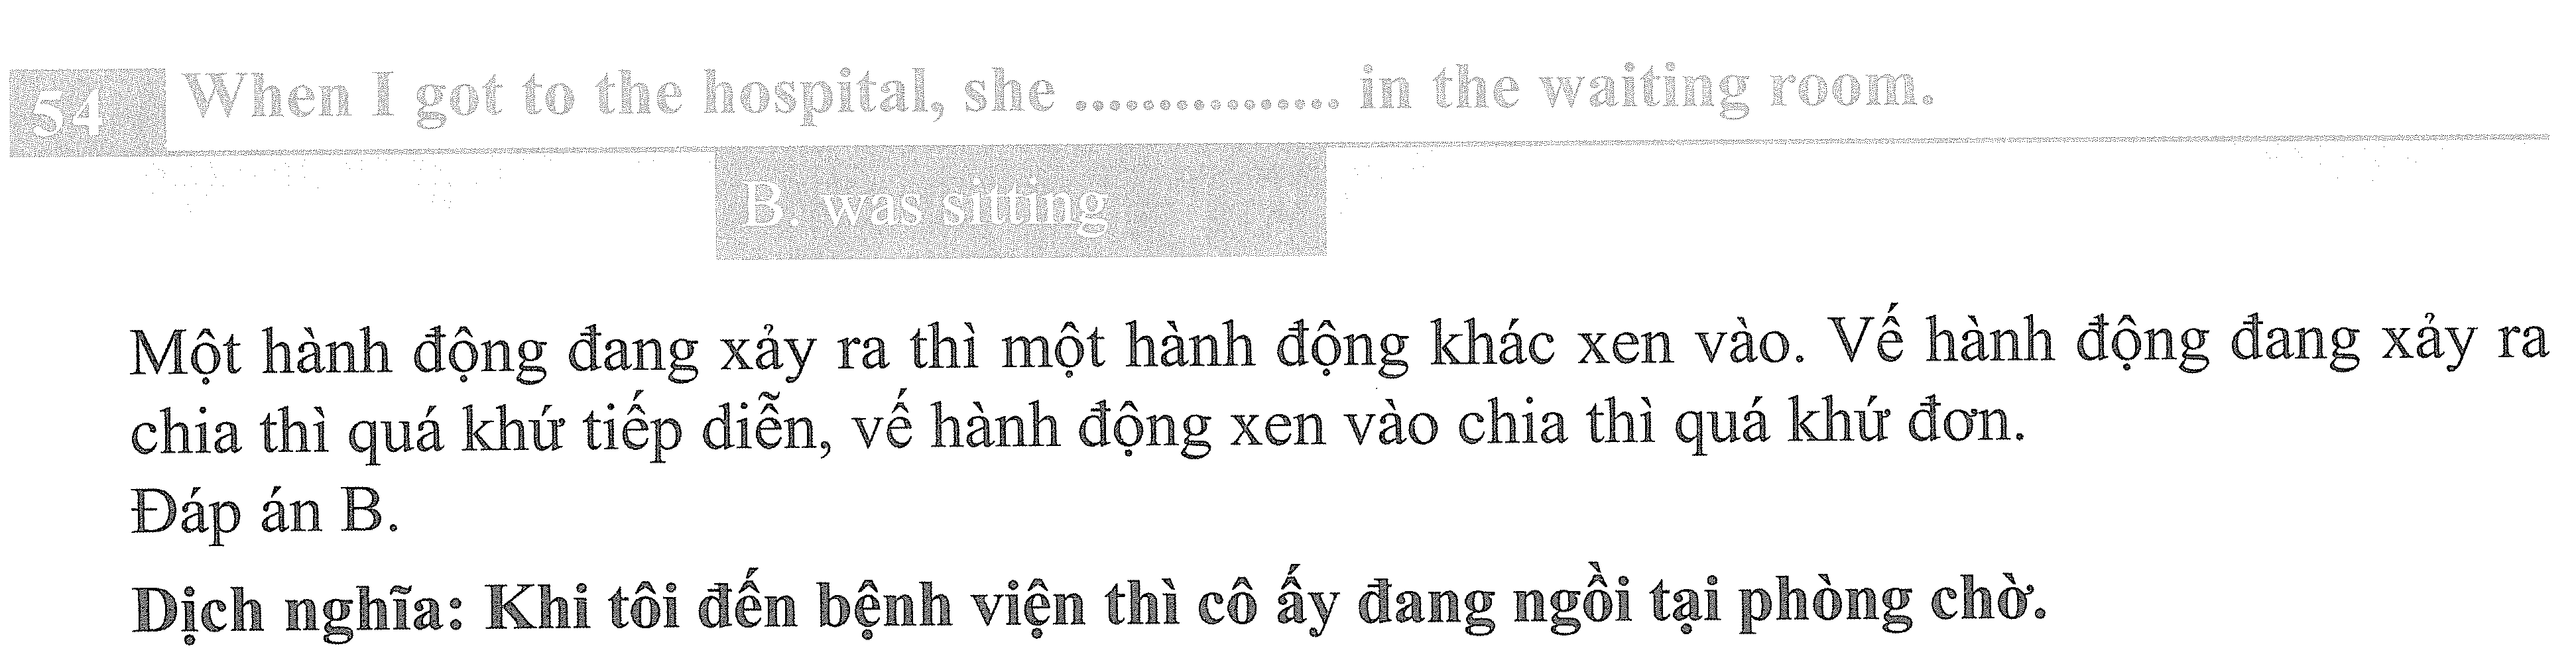 54 When I got to the hospital, she ................ in the waiting room.
B. was sitting
Một hành động đang xảy ra thì một hành động khác xen vào. Vế hành động đang xảy ra
chia thì quá khứ tiếp diễn, vế hành động xen vào chia thì quá khứ đơn.
Đáp án B.
Dịch nghĩa: Khi tôi đến bệnh viện thì cô ấy đang ngồi tại phòng chờ.